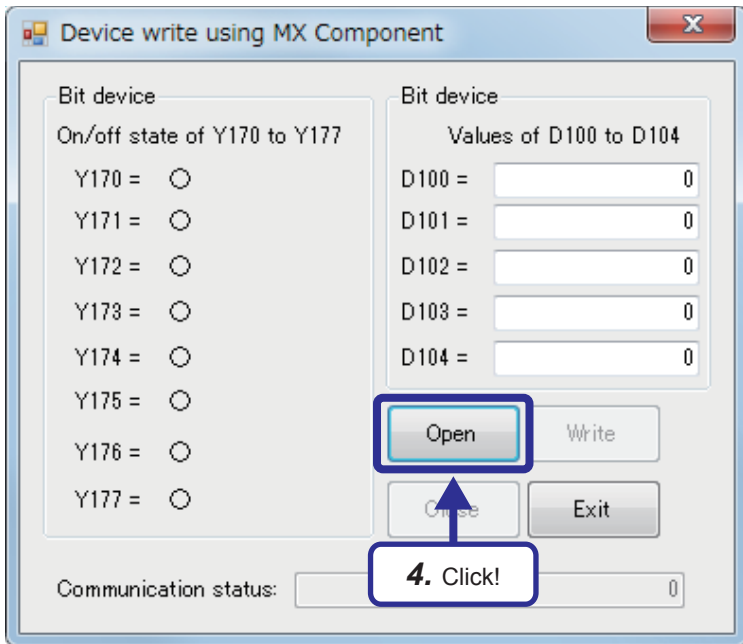 Device write using MX Component
Bit device
On/off state of Y170 to Y177
Y170 = ○
Y171 = ○
Y172 = ○
Y173 = ○
Y174 = ○
Y175 = ○
Y176 = ○
Y177 = ○
Bit device
Values of D100 to D104
D100 = 0
D101 = 0
D102 = 0
D103 = 0
D104 = 0
Open Write
Exit
4. Click!
Communication status: 0